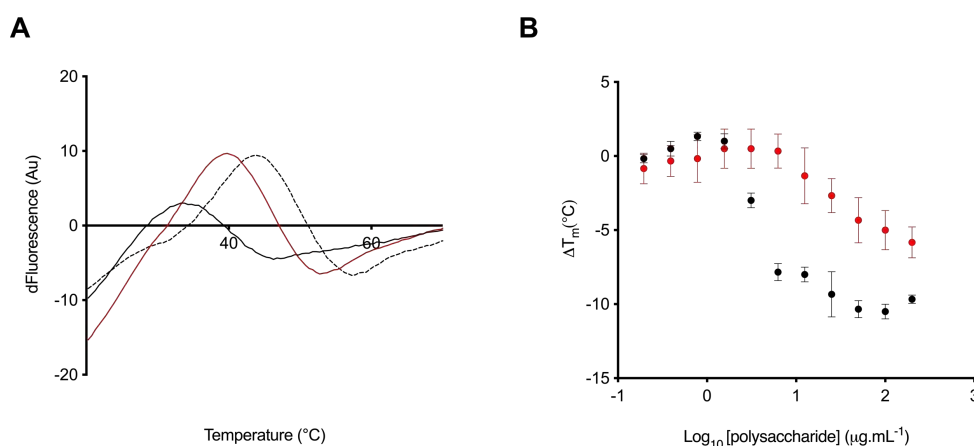 A
20
10
0
-10
-20
40
60
dFluorescence (Au)
Temperature (°C)
B
5
0
-5
-10
-15
-1
0
1
2
3
ΔTm(°C)
Log10 [polysaccharide] (μg.mL-1)